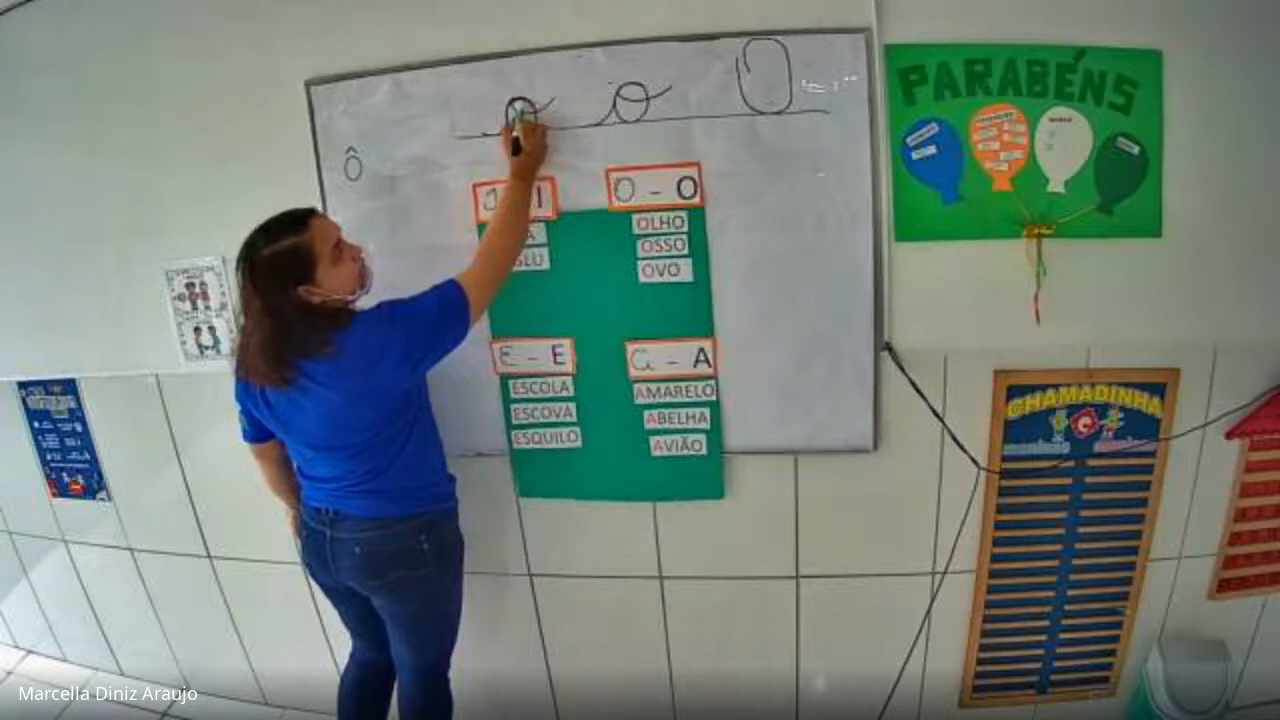 o o O
Ô
I
O - O
OLHO
OSSO
OVO
E - E
ESCOLA
ESCOVA
ESQUILO
A - A
AMARELO
ABELHA
AVIÃO
PARABÉNS
CHAMADINHA
Marcella Diniz Araujo